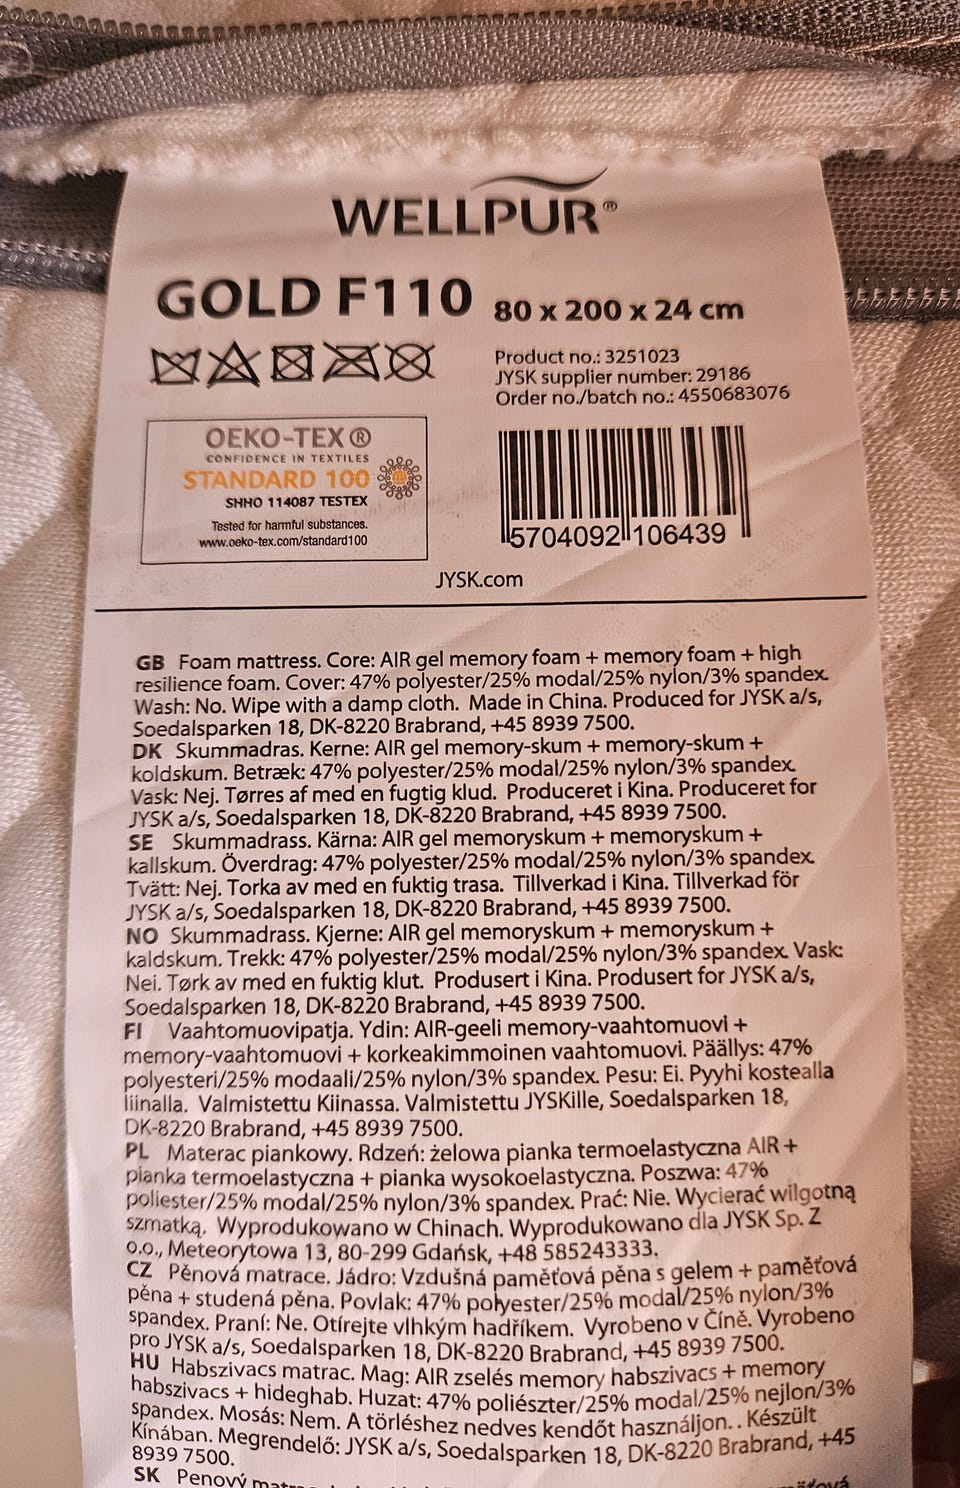 WELLPUR®
GOLD F110 80 x 200 x 24 cm
Product no.: 3251023
JYSK supplier number: 29186
Order no./batch no.: 4550683076
OEKO-TEX®
CONFIDENCE IN TEXTILES
STANDARD 100
SHHO 114087 TESTEX
Tested for harmful substances.
www.oeko-tex.com/standard100
5704092 106439
JYSK.com
GB Foam mattress. Core: AIR gel memory foam + memory foam + high
resilience foam. Cover: 47% polyester/25% modal/25% nylon/3% spandex.
Wash: No. Wipe with a damp cloth. Made in China. Produced for JYSK a/s,
Soedalsparken 18, DK-8220 Brabrand, +45 8939 7500.
DK Skummadras. Kerne: AIR gel memory-skum + memory-skum +
koldskum. Betræk: 47% polyester/25% modal/25% nylon/3% spandex.
Vask: Nej. Tørres af med en fugtig klud. Produceret i Kina. Produceret for
JYSK a/s, Soedalsparken 18, DK-8220 Brabrand, +45 8939 7500.
SE Skummadrass. Kärna: AIR gel memoryskum + memoryskum +
kallskum. Överdrag: 47% polyester/25% modal/25% nylon/3% spandex.
Tvätt: Nej. Torka av med en fuktig trasa. Tillverkad i Kina. Tillverkad för
JYSK a/s, Soedalsparken 18, DK-8220 Brabrand, +45 8939 7500.
NO Skummadrass. Kjerne: AIR gel memoryskum + memoryskum +
kaldskum. Trekk: 47% polyester/25% modal/25% nylon/3% spandex. Vask:
Nei. Tørk av med en fuktig klut. Produsert i Kina. Produsert for JYSK a/s,
Soedalsparken 18, DK-8220 Brabrand, +45 8939 7500.
FI Vaahtomuovipatja. Ydin: AIR-geeli memory-vaahtomuovi +
memory-vaahtomuovi + korkeakimmoinen vaahtomuovi. Päällys: 47%
polyesteri/25% modaali/25% nylon/3% spandex. Pesu: Ei. Pyyhi kostealla
liinalla. Valmistettu Kiinassa. Valmistettu JYSKille, Soedalsparken 18,
DK-8220 Brabrand, +45 8939 7500.
PL Materac piankowy. Rdzeń: żelowa pianka termoelastyczna AIR +
pianka termoelastyczna + pianka wysokoelastyczna. Poszwa: 47%
poliester/25% modal/25% nylon/3% spandex. Prać: Nie. Wycierać wilgotną
szmatką. Wyprodukowano w Chinach. Wyprodukowano dla JYSK Sp. Z
o.o., Meteorytowa 13, 80-299 Gdańsk, +48 585243333.
CZ Pěnová matrace. Jádro: Vzdušná paměťová pěna s gelem + paměťová
pěna + studená pěna. Povlak: 47% polyester/25% modal/25% nylon/3%
spandex. Praní: Ne. Otírejte vlhkým hadříkem. Vyrobeno v Číně. Vyrobeno
pro JYSK a/s, Soedalsparken 18, DK-8220 Brabrand, +45 8939 7500.
HU Habszivacs matrac. Mag: AIR zselés memory habszivacs + memory
habszivacs + hideghab. Huzat: 47% poliészter/25% modal/25% nejlon/3%
spandex. Mosás: Nem. A törléshez nedves kendőt használjon. . Készült
Kínában. Megrendelő: JYSK a/s, Soedalsparken 18, DK-8220 Brabrand, +45
8939 7500.
SK Penový